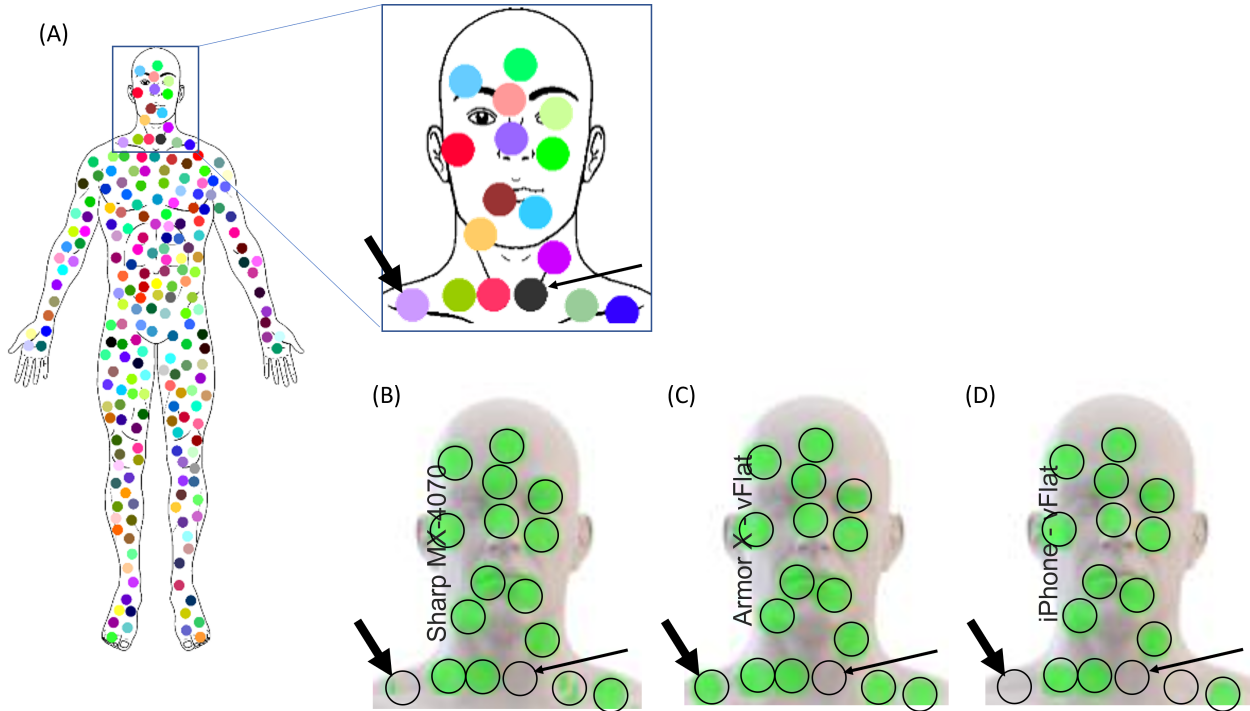 (A)
(B)
(C)
(D)
Sharp MX-4070
Armor X - vFlat
iPhone - vFlat